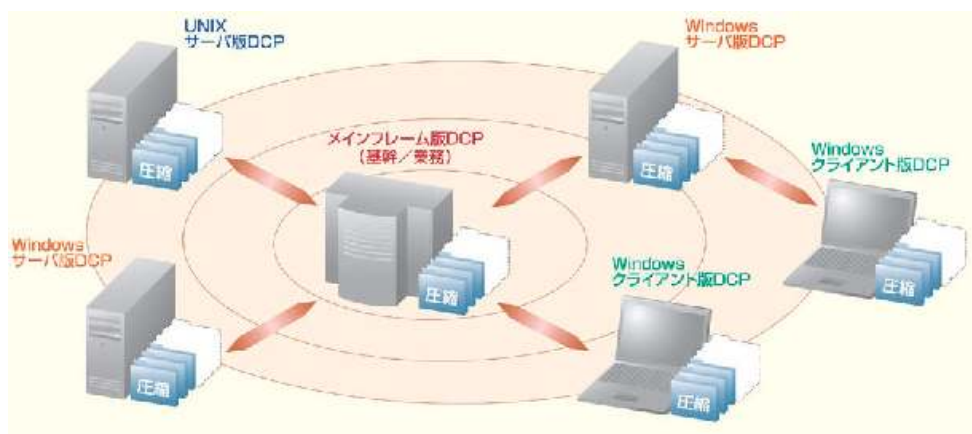 UNIX
サーバ版DCP
Windows
サーバ版DCP
メインフレーム版DCP
(基幹/業務)
Windows
クライアント版DCP
Windows
サーバ版DCP
Windows
クライアント版DCP
圧縮
圧縮
圧縮
圧縮
圧縮
圧縮